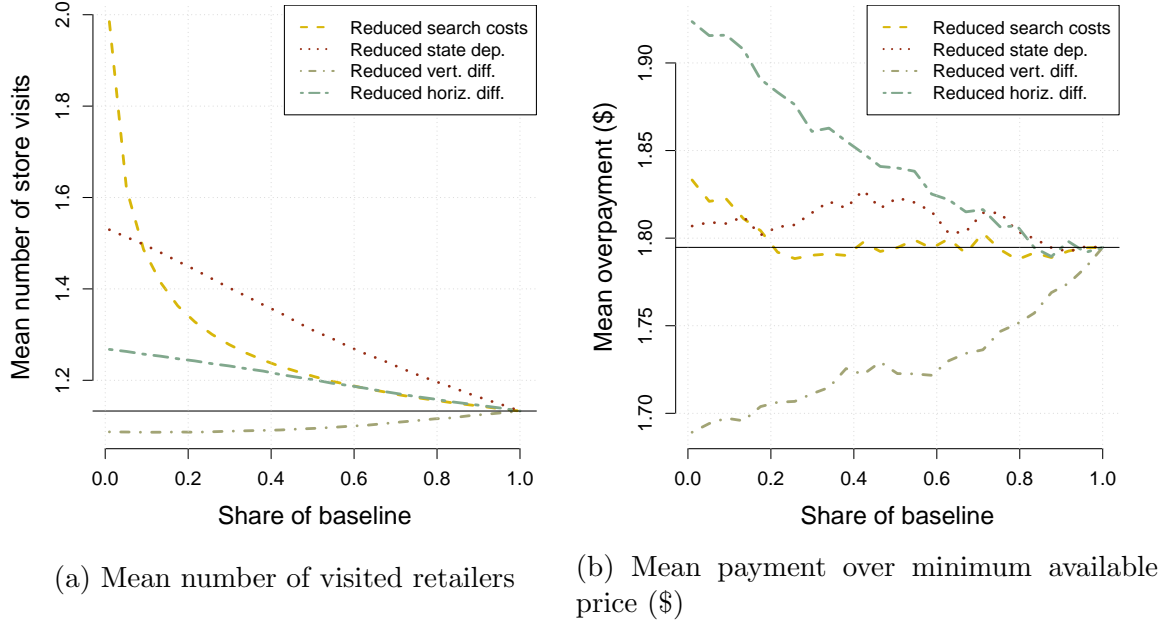 Mean number of store visits
2.0
1.8
1.6
1.4
1.2
Reduced search costs
Reduced state dep.
Reduced vert. diff.
Reduced horiz. diff.
0.0 0.2 0.4 0.6 0.8 1.0
Share of baseline
(a) Mean number of visited retailers
Mean overpayment ($)
1.90
1.85
1.80
1.75
1.70
Reduced search costs
Reduced state dep.
Reduced vert. diff.
Reduced horiz. diff.
0.0 0.2 0.4 0.6 0.8 1.0
Share of baseline
(b) Mean payment over minimum available
price ($)